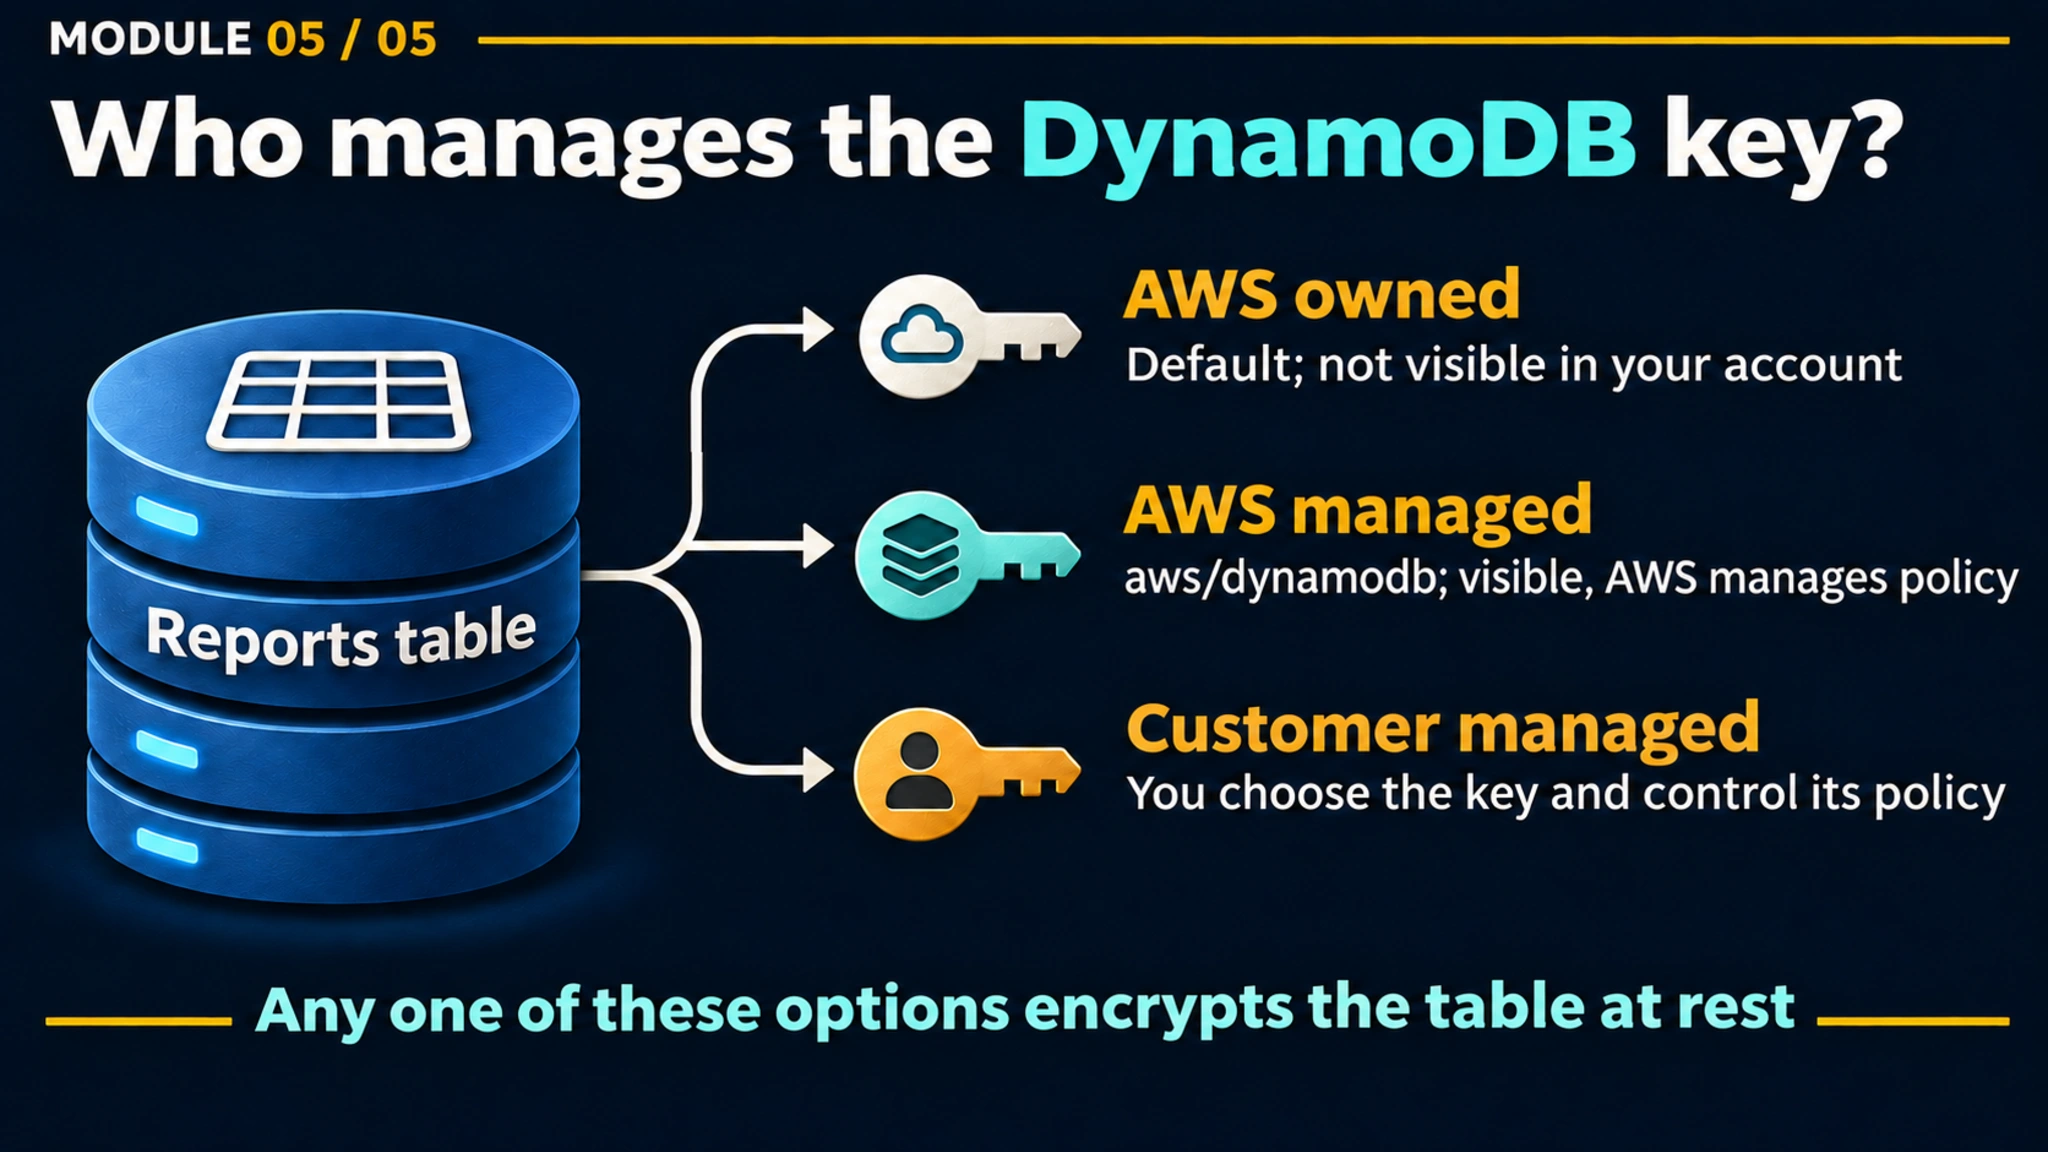 MODULE 05 / 05
Who manages the DynamoDB key?
Reports table
AWS owned
Default; not visible in your account
AWS managed
aws/dynamodb; visible, AWS manages policy
Customer managed
You choose the key and control its policy
Any one of these options encrypts the table at rest